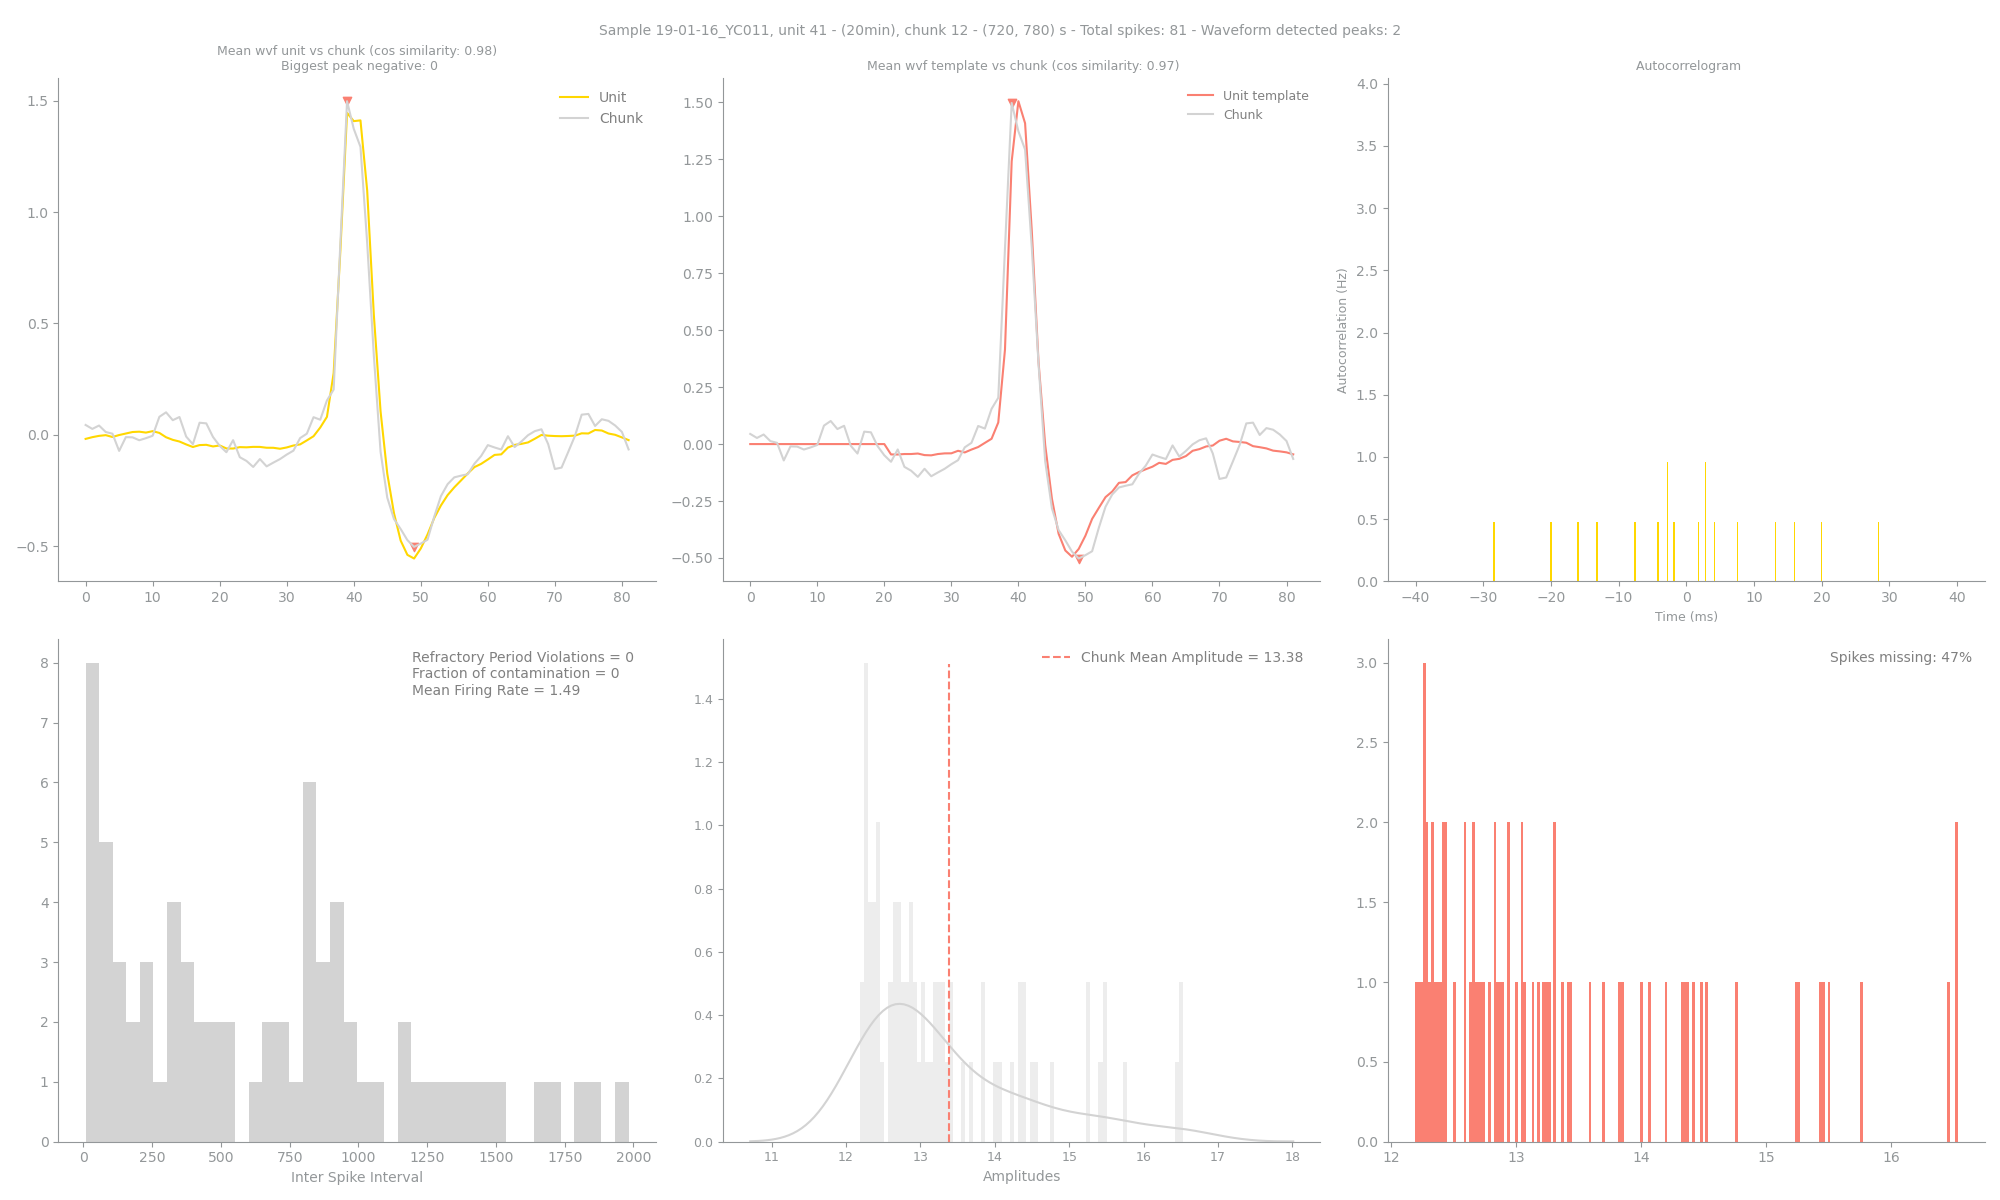 Sample 19-01-16_YC011, unit 41 - (20min), chunk 12 - (720, 780) s - Total spikes: 81 - Waveform detected peaks: 2
Mean wvf unit vs chunk (cos similarity: 0.98)
Biggest peak negative: 0
1.5
1.0
0.5
0.0
−0.5
0 10 20 30 40 50 60 70 80
Unit
Chunk
Mean wvf template vs chunk (cos similarity: 0.97)
1.50
1.25
1.00
0.75
0.50
0.25
0.00
−0.25
−0.50
0 10 20 30 40 50 60 70 80
Unit template
Chunk
Autocorrelogram
Autocorrelation (Hz)
4.0
3.5
3.0
2.5
2.0
1.5
1.0
0.5
0.0
−40 −30 −20 −10 0 10 20 30 40
Time (ms)
8
7
6
5
4
3
2
1
0
0 250 500 750 1000 1250 1500 1750 2000
Inter Spike Interval
Refractory Period Violations = 0
Fraction of contamination = 0
Mean Firing Rate = 1.49
1.4
1.2
1.0
0.8
0.6
0.4
0.2
0.0
11 12 13 14 15 16 17 18
Amplitudes
Chunk Mean Amplitude = 13.38
3.0
2.5
2.0
1.5
1.0
0.5
0.0
12 13 14 15 16
Spikes missing: 47%